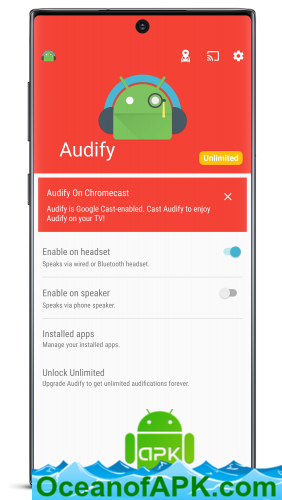 Audify
Unlimited
Audify On Chromecast
Audify is Google Cast-enabled. Cast Audify to enjoy
Audify on your TV!
Enable on headset
Speaks via wired or Bluetooth headset.
Enable on speaker
Speaks via phone speaker.
Installed apps
Manage your installed apps.
Unlock Unlimited
Upgrade Audify to get unlimited audifications forever.
APK
OceanofAPK.com